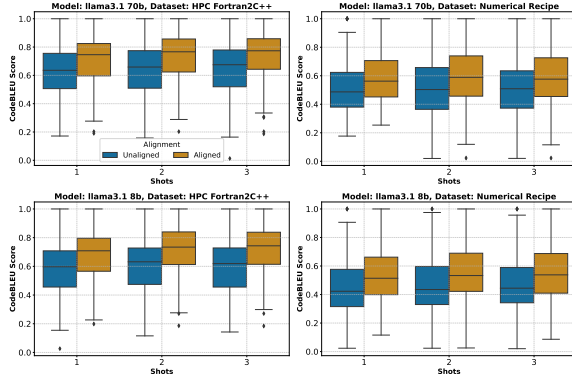 Model: llama3.1 70b, Dataset: HPC Fortran2C++
CodeBLEU Score
1.0
0.8
0.6
0.4
0.2
0.0
Alignment
Unaligned
Aligned
1
2
3
Shots
Model: llama3.1 70b, Dataset: Numerical Recipe
CodeBLEU Score
1.0
0.8
0.6
0.4
0.2
0.0
1
2
3
Shots
Model: llama3.1 8b, Dataset: HPC Fortran2C++
CodeBLEU Score
1.0
0.8
0.6
0.4
0.2
0.0
1
2
3
Shots
Model: llama3.1 8b, Dataset: Numerical Recipe
CodeBLEU Score
1.0
0.8
0.6
0.4
0.2
0.0
1
2
3
Shots